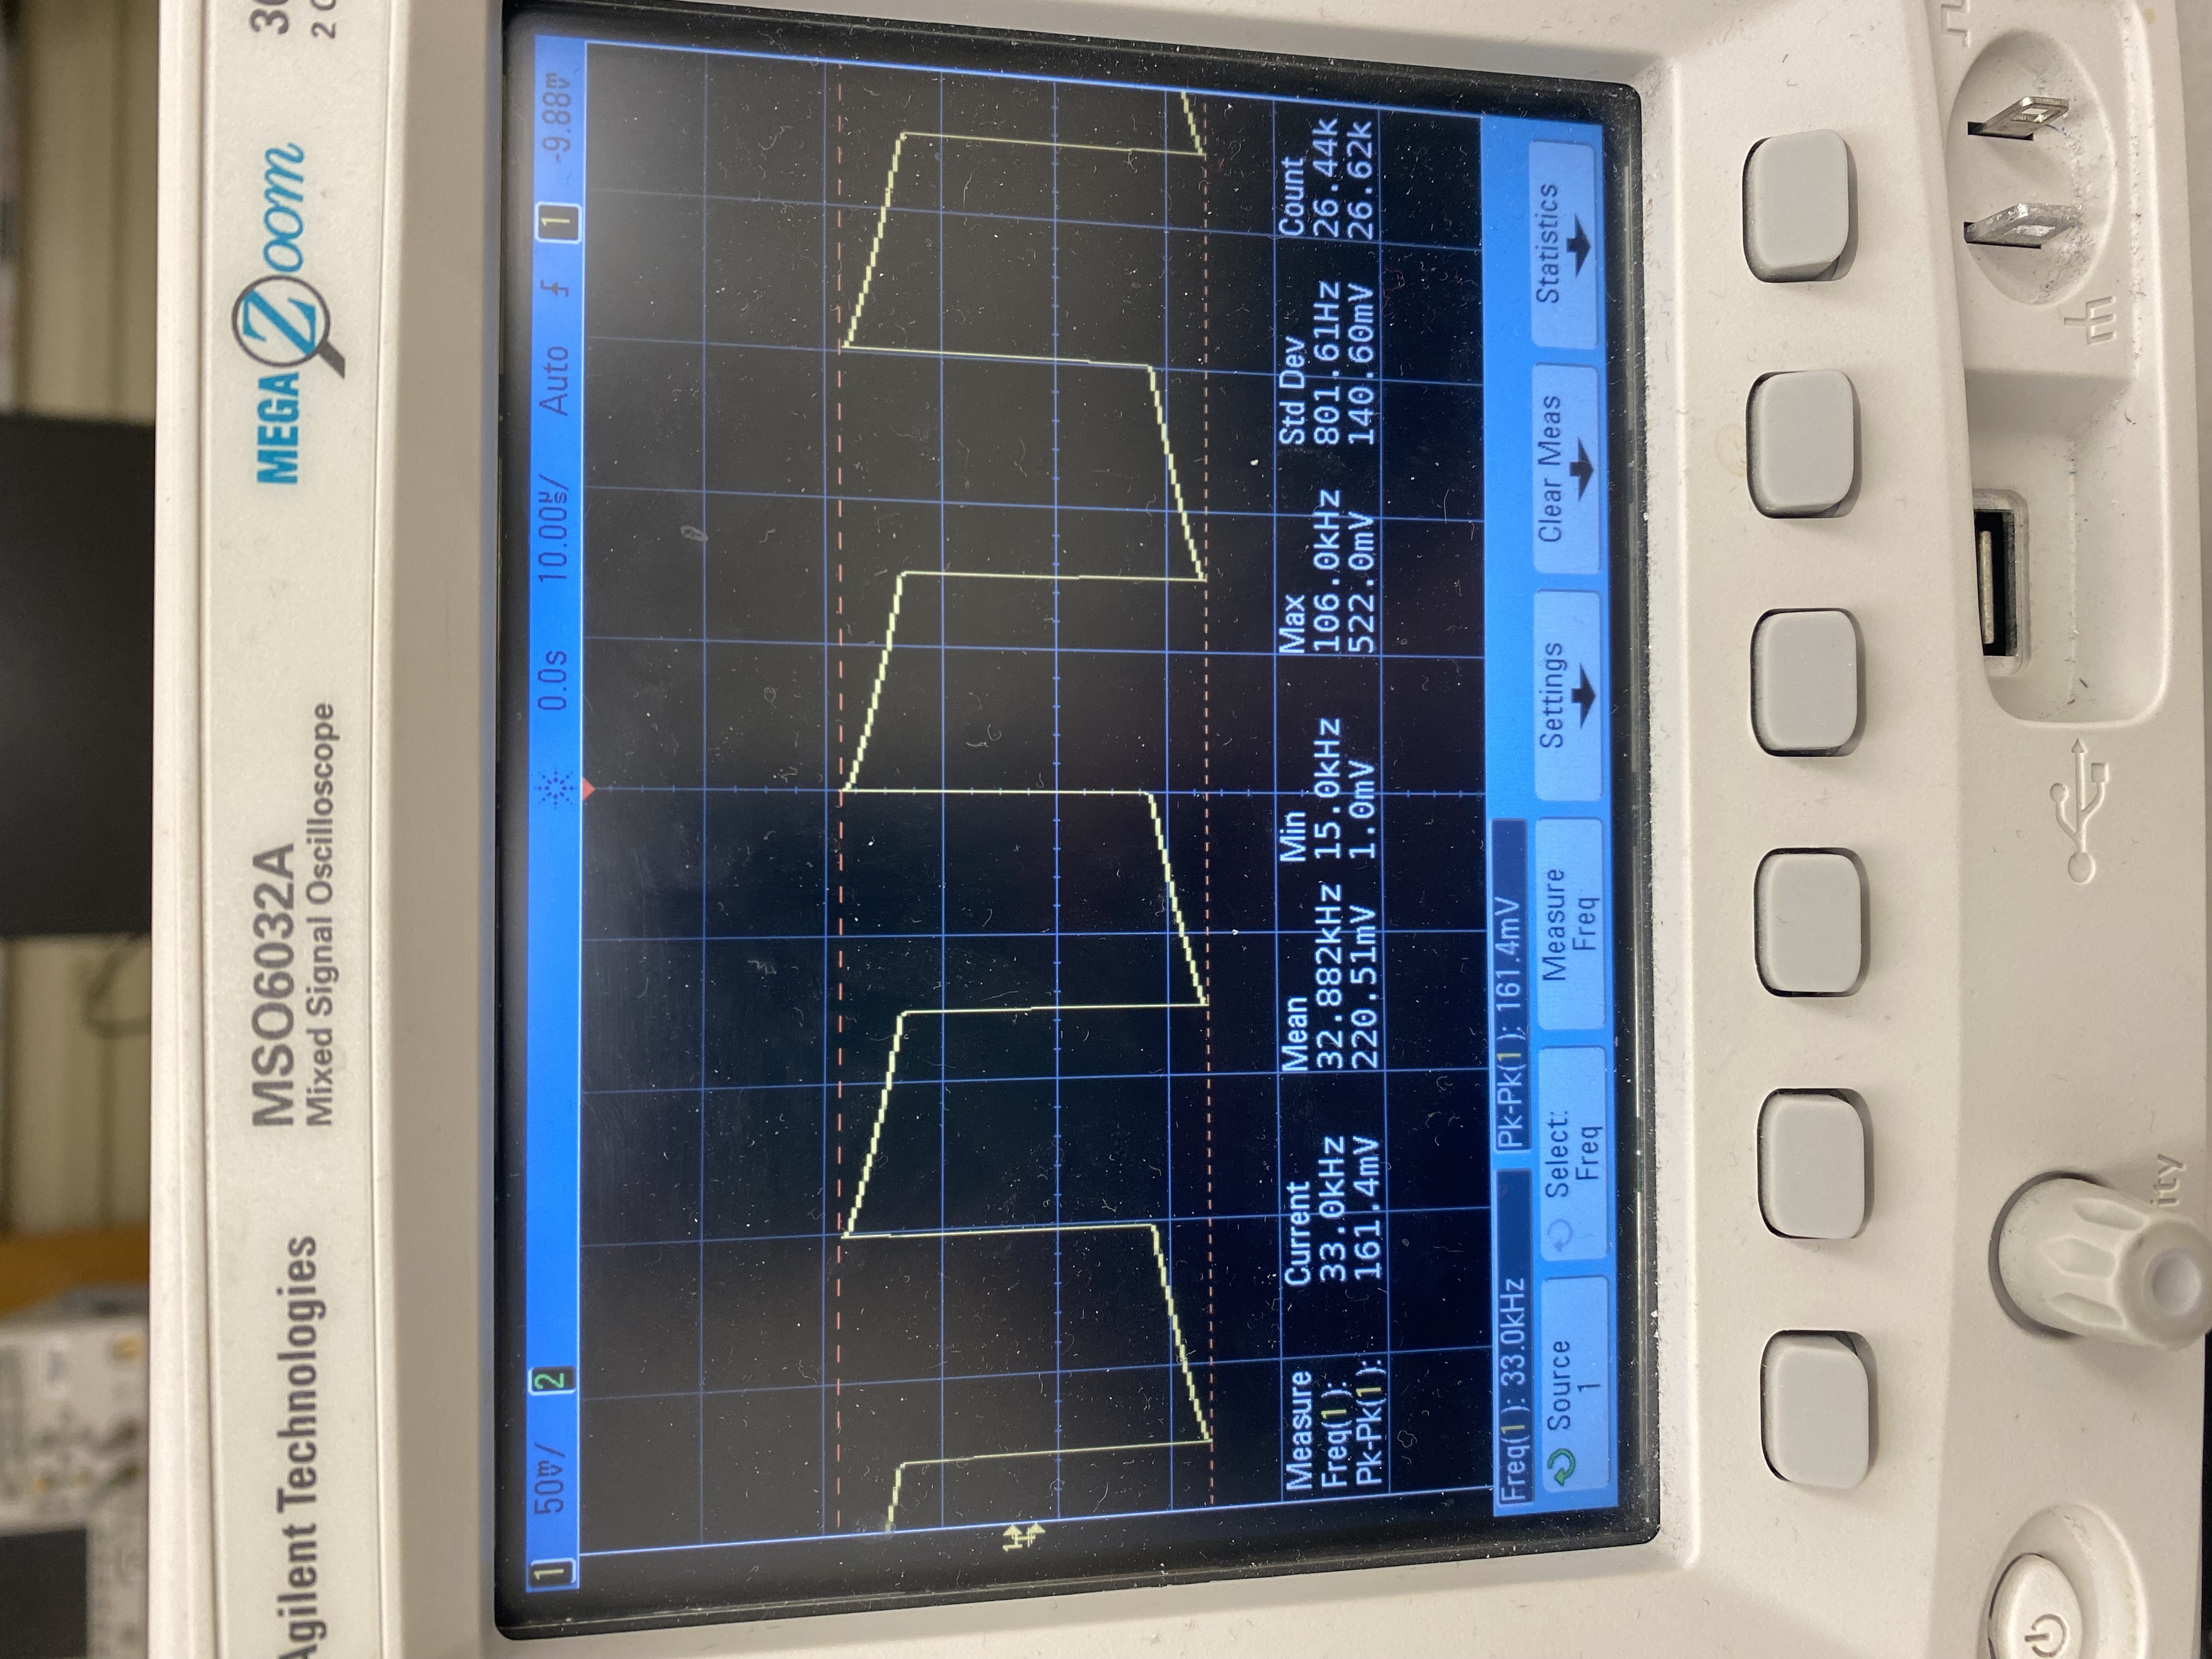 Agilent Technologies
MSO6032A
Mixed Signal Oscilloscope
MEGA Zoom
1 50mV/ 2 0.0s 10.00µs/ Auto 1 -9.88mV
Measure Current Mean Min Max Std Dev Count
Freq(1): 33.0kHz 32.882kHz 15.0kHz 106.0kHz 801.61Hz 26.44k
Pk-Pk(1): 161.4mV 220.51mV 1.0mV 522.0mV 140.60mV 26.62k
Freq(1): 33.0kHz Pk-Pk(1): 161.4mV
Source
1
Select:
Freq
Measure
Freq
Settings
Clear Meas
Statistics
ity